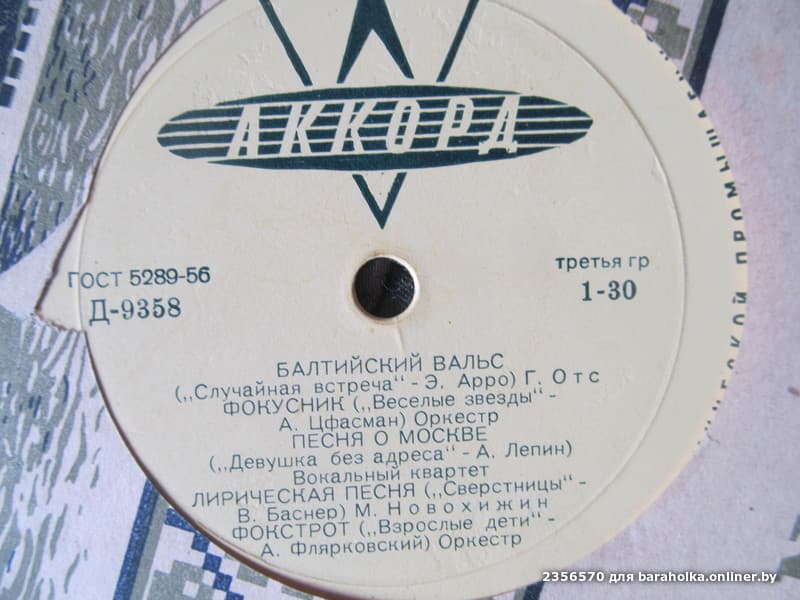 АККОРД
ГОСТ 5289-56
Д-9358
третья гр
1-30
БАЛТИЙСКИЙ ВАЛЬС
(„Случайная встреча" - Э. Арро) Г. Отс
ФОКУСНИК („Веселые звезды" -
А. Цфасман) Оркестр
ПЕСНЯ О МОСКВЕ
(„Девушка без адреса" - А. Лепин)
Вокальный квартет
ЛИРИЧЕСКАЯ ПЕСНЯ („Сверстницы" -
В. Баснер) М. Новохижин
ФОКСТРОТ („Взрослые дети" -
А. Флярковский) Оркестр
2356570 для baraholka.onliner.by